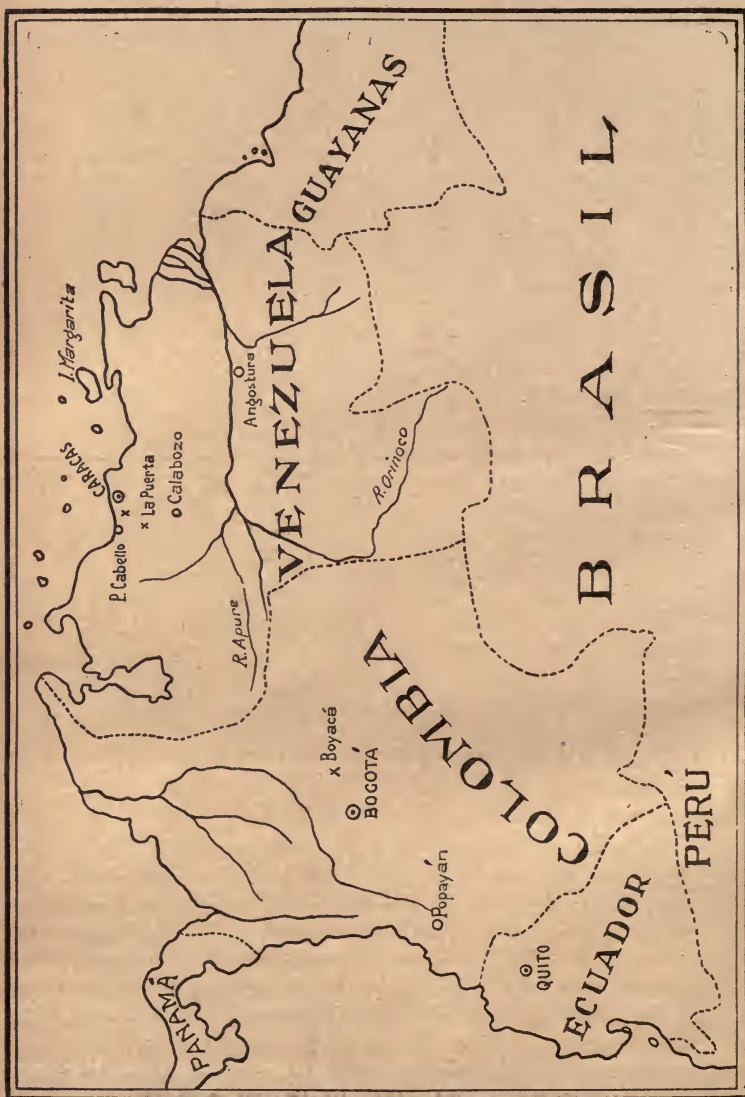 I. Margarita
CARACAS
P. Cabello
La Puerta
Calabozo
GUAYANAS
VENEZUELA
Angostura
R. Apure
R. Orinoco
PANAMÁ
COLOMBIA
Boyacá
BOGOTÁ
Popayán
BRASIL
ECUADOR
QUITO
PERÚ